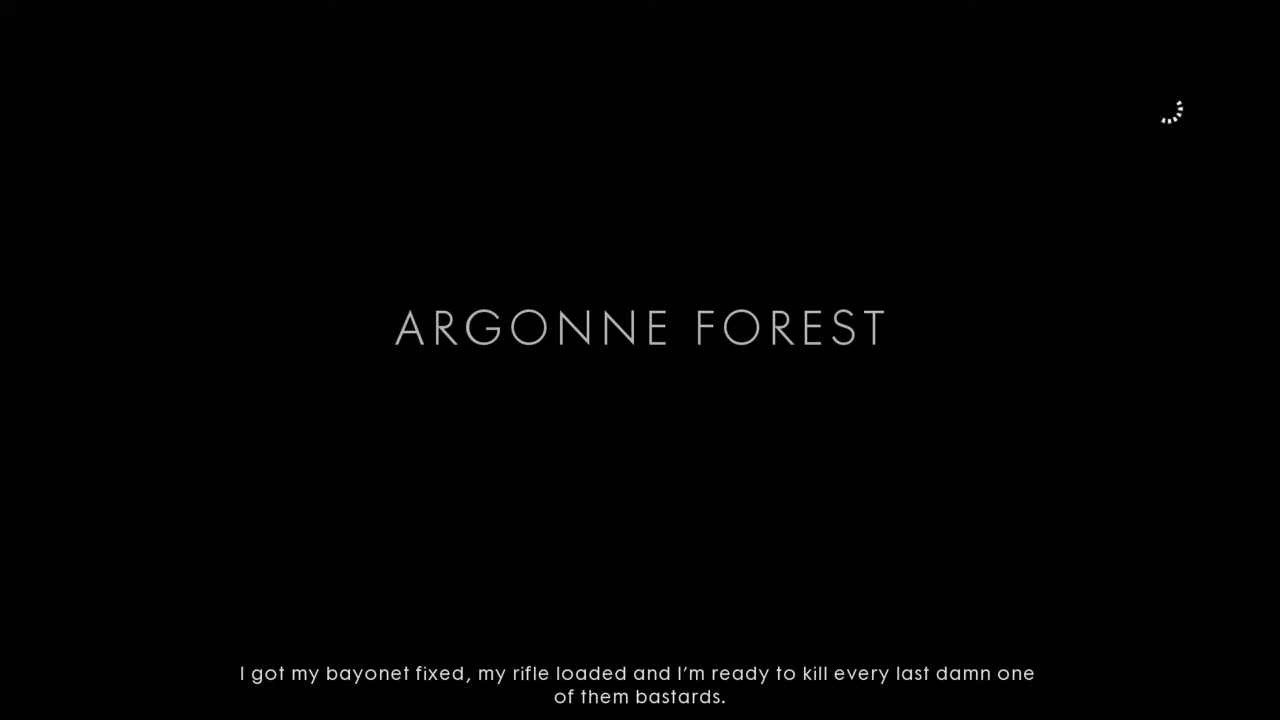 ARGONNE FOREST
I got my bayonet fixed, my rifle loaded and I'm ready to kill every last damn one
of them bastards.